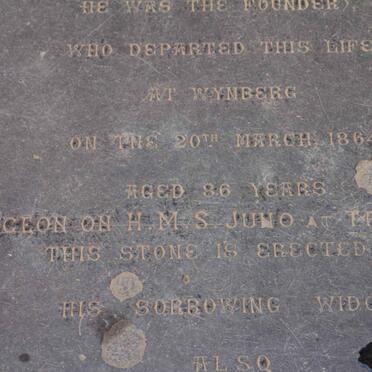 HE WAS THE FOUNDER),
WHO DEPARTED THIS LIFE
AT WYNBERG
ON THE 20TH MARCH, 1864
AGED 86 YEARS
GEON ON H.M.S. JUNO AT TR
THIS STONE IS ERECTED
HIS SORROWING WIDO
ALSO